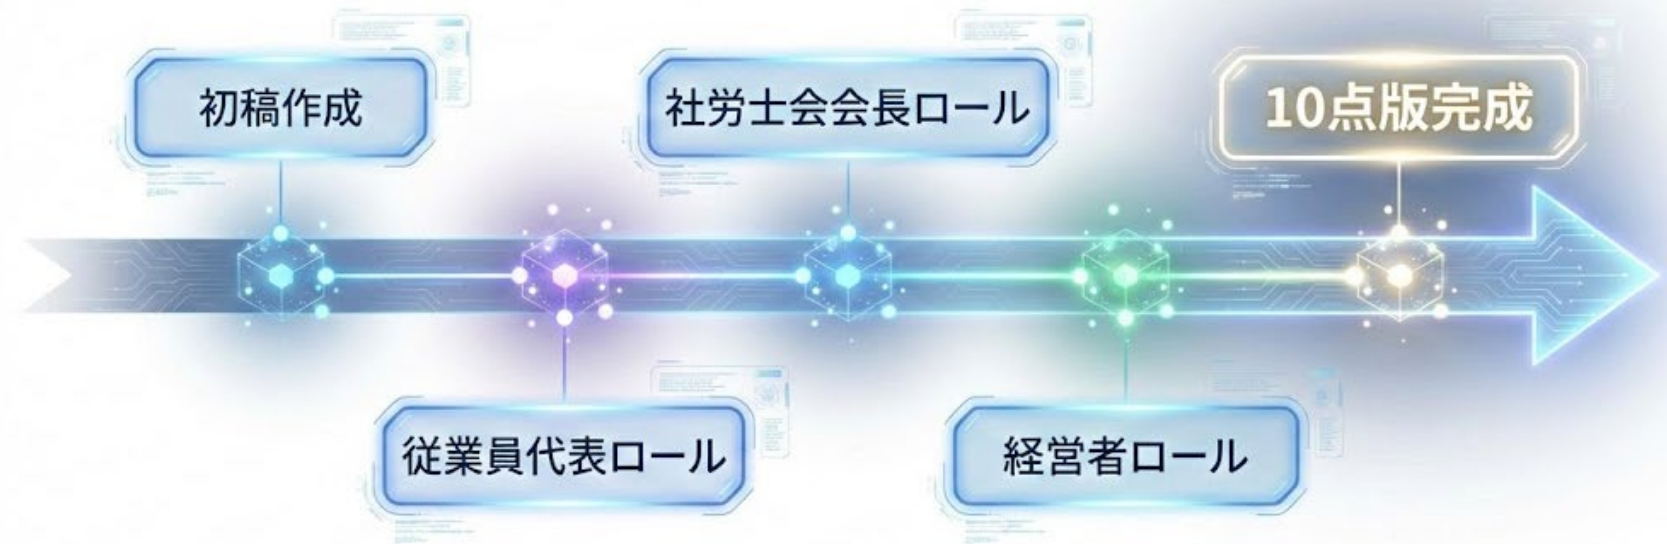 初稿作成
従業員代表ロール
社労士会会長ロール
経営者ロール
10点版完成